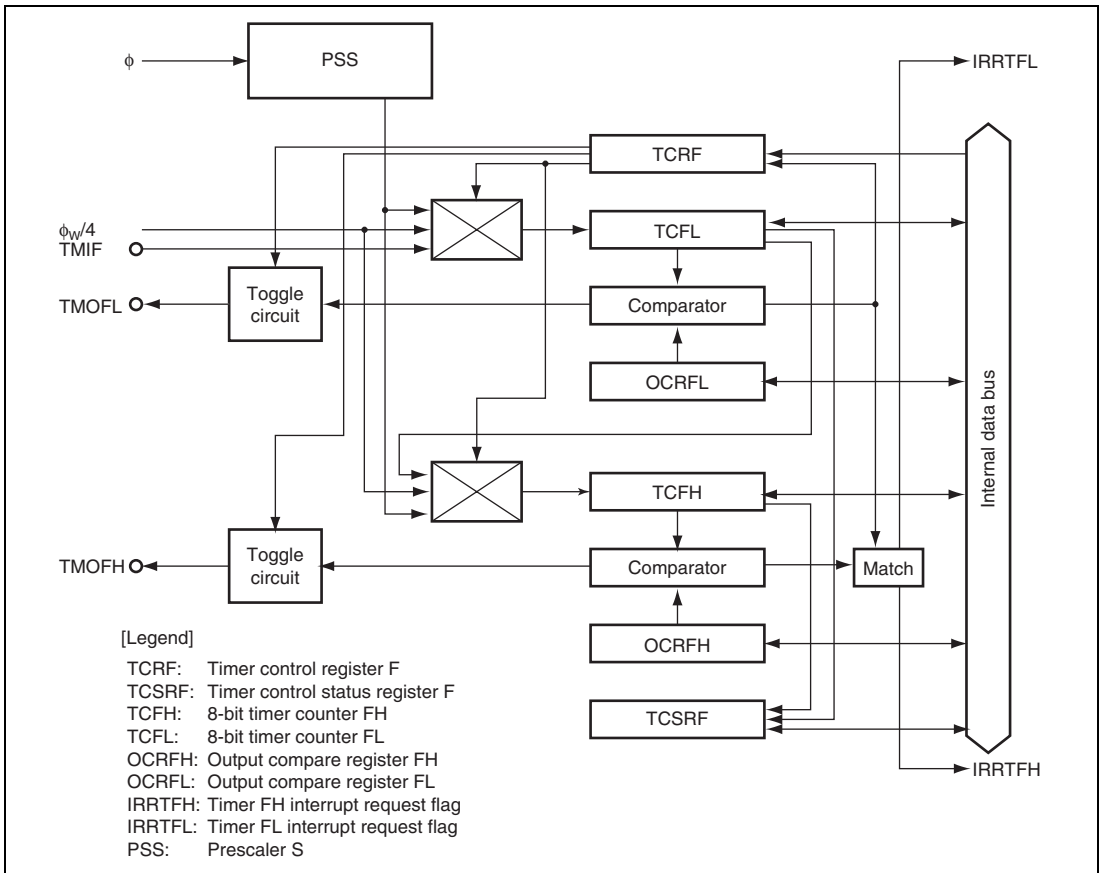 φ
PSS
IRRTFL
TCRF
φW/4
TMIF
TCFL
TMOFL
Toggle
circuit
Comparator
OCRFL
Internal data bus
TCFH
TMOFH
Toggle
circuit
Comparator
Match
OCRFH
TCSRF
IRRTFH
[Legend]
TCRF: Timer control register F
TCSRF: Timer control status register F
TCFH: 8-bit timer counter FH
TCFL: 8-bit timer counter FL
OCRFH: Output compare register FH
OCRFL: Output compare register FL
IRRTFH: Timer FH interrupt request flag
IRRTFL: Timer FL interrupt request flag
PSS: Prescaler S